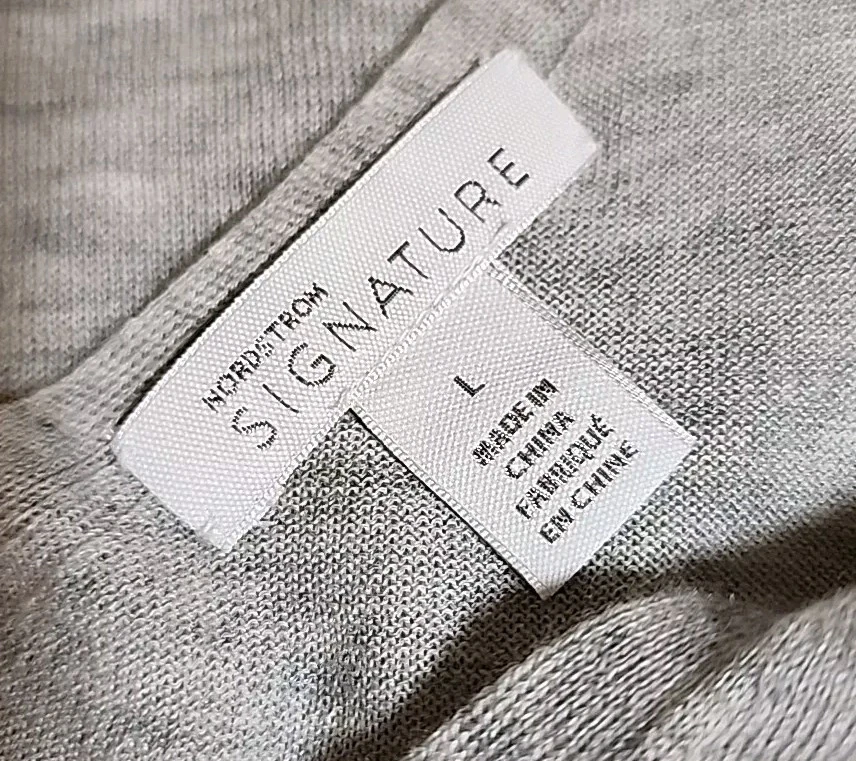 NORDSTROM
SIGNATURE
L
MADE IN
CHINA
FABRIQUÉ
EN CHINE